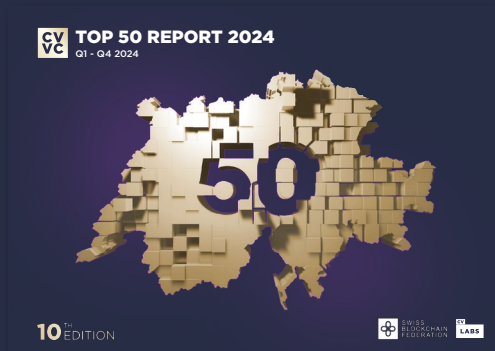 CV
VC
TOP 50 REPORT 2024
Q1 - Q4 2024
50
10TH EDITION
SWISS
BLOCKCHAIN
FEDERATION
CV
LABS